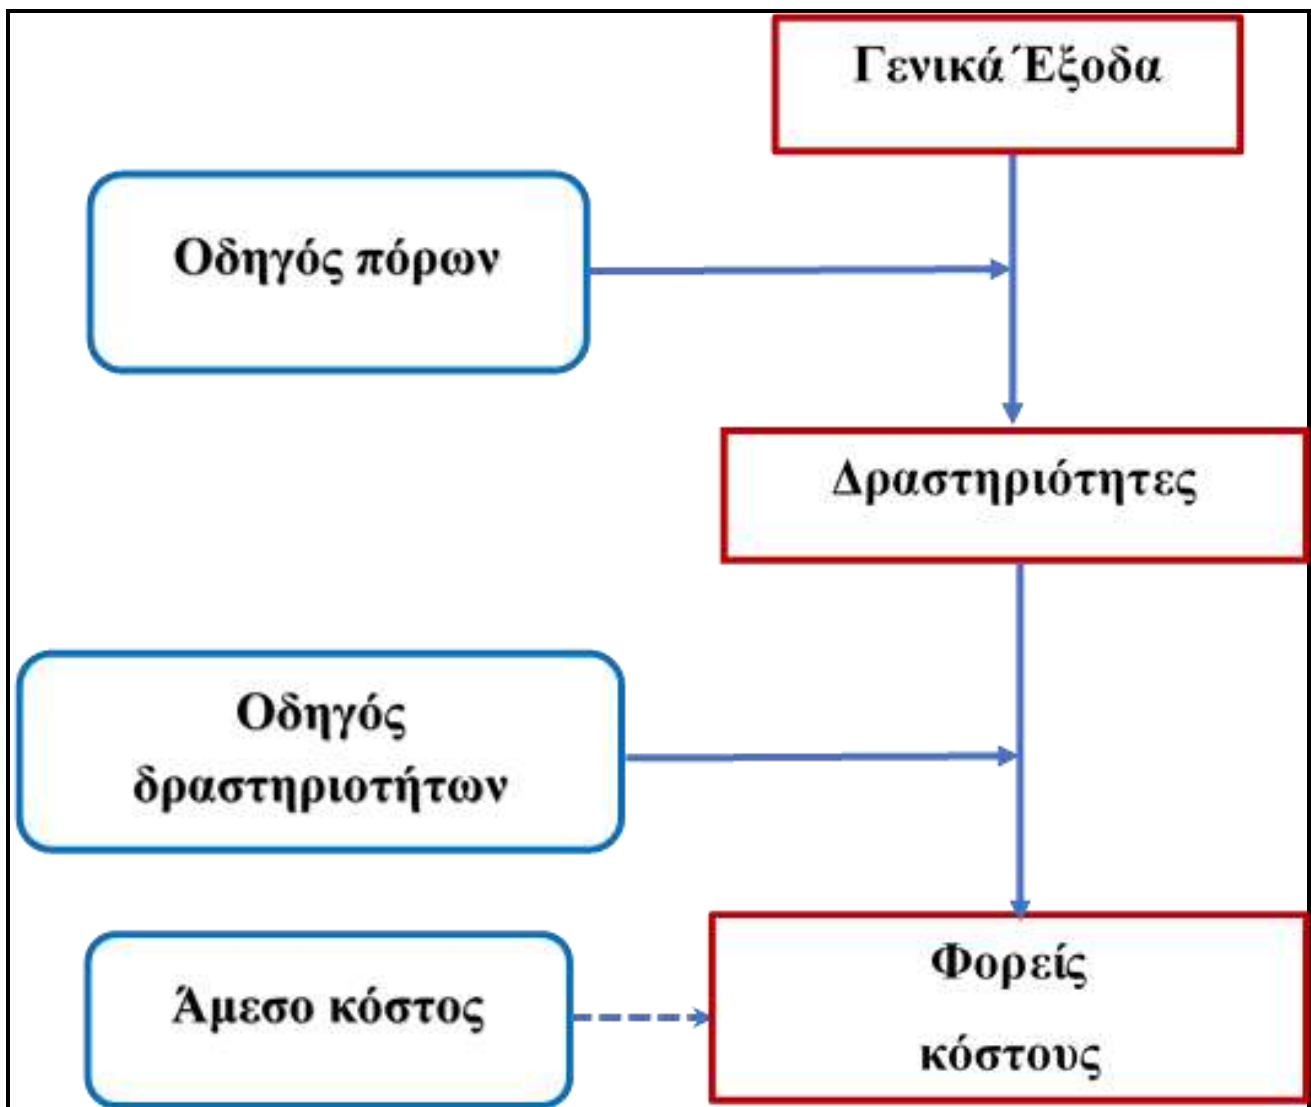 Γενικά Έξοδα
Οδηγός πόρων
Δραστηριότητες
Οδηγός
δραστηριοτήτων
Άμεσο κόστος
Φορείς
κόστους